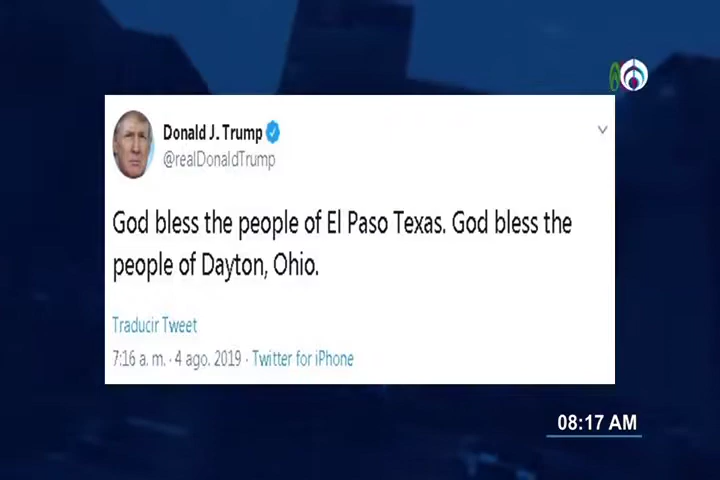 Donald J. Trump
@realDonaldTrump
God bless the people of El Paso Texas. God bless the
people of Dayton, Ohio.
Traducir Tweet
7:16 a. m. · 4 ago. 2019 · Twitter for iPhone
08:17 AM